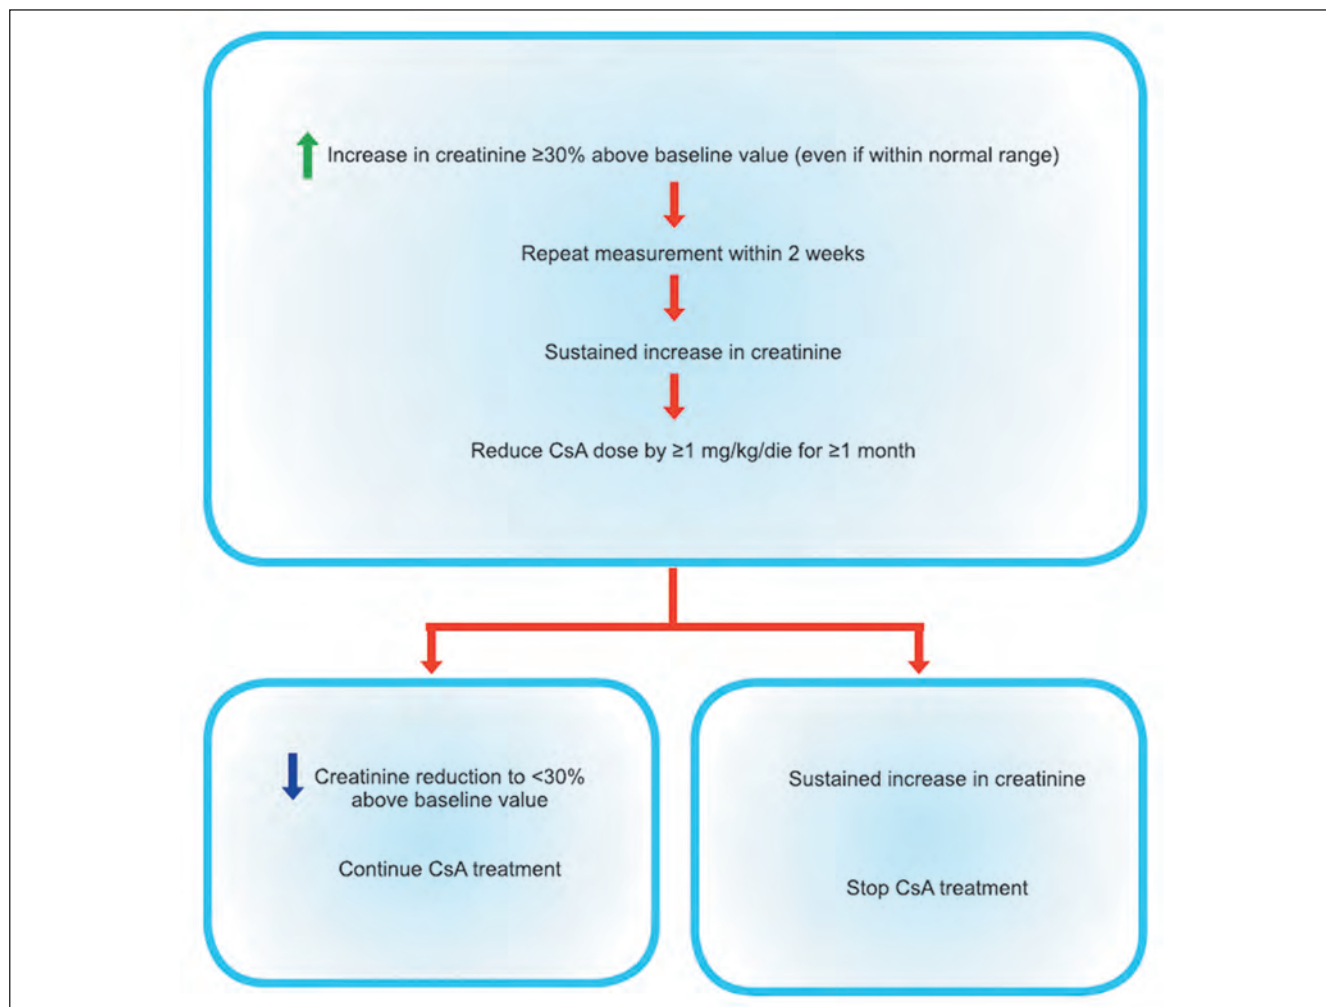 Increase in creatinine ≥30% above baseline value (even if within normal range)
Repeat measurement within 2 weeks
Sustained increase in creatinine
Reduce CsA dose by ≥1 mg/kg/die for ≥1 month
Creatinine reduction to <30%
above baseline value
Continue CsA treatment
Sustained increase in creatinine
Stop CsA treatment